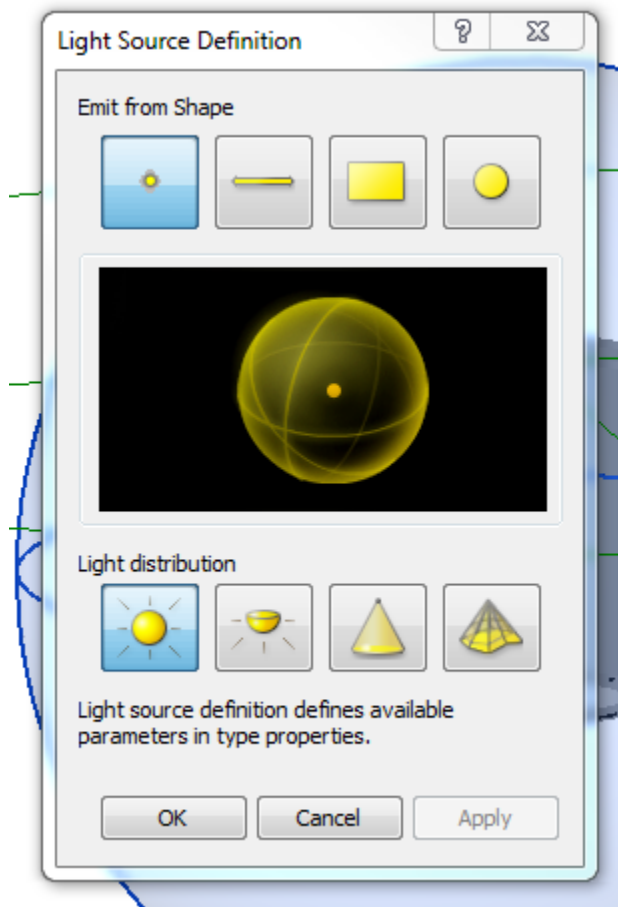 Light Source Definition
Emit from Shape
Light distribution
Light source definition defines available
parameters in type properties.
OK Cancel Apply